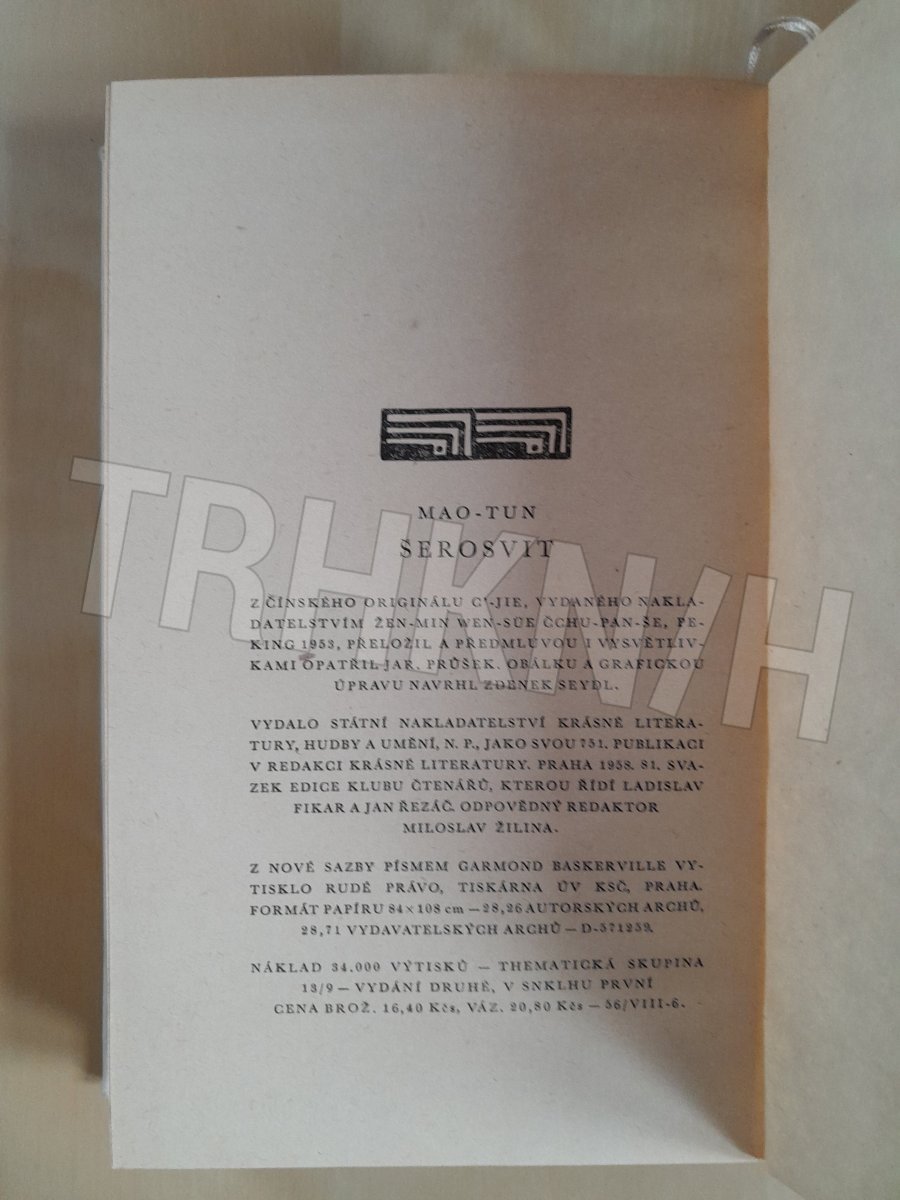 MAO-TUN
ŠEROSVIT
Z ČÍNSKÉHO ORIGINÁLU C'-JIE, VYDANÉHO NAKLA-
DATELSTVÍM ŽEN-MIN WEN-SÜE ČCHU-PAN-ŠE, PE-
KING 1953, PŘELOŽIL A PŘEDMLUVOU I VYSVĚTLIV-
KAMI OPATŘIL JAR. PRŮŠEK. OBÁLKU A GRAFICKOU
ÚPRAVU NAVRHL ZDENEK SEYDL.
VYDALO STÁTNÍ NAKLADATELSTVÍ KRÁSNÉ LITERA-
TURY, HUDBY A UMĚNÍ, N. P., JAKO SVOU 751. PUBLIKACI
V REDAKCI KRÁSNÉ LITERATURY. PRAHA 1958. 81. SVA-
ZEK EDICE KLUBU ČTENÁŘŮ, KTEROU ŘÍDÍ LADISLAV
FIKAR A JAN ŘEZÁČ. ODPOVĚDNÝ REDAKTOR
MILOSLAV ŽILINA.
Z NOVÉ SAZBY PÍSMEM GARMOND BASKERVILLE VY-
TISKLO RUDÉ PRÁVO, TISKÁRNA ÚV KSČ, PRAHA.
FORMÁT PAPÍRU 84×108 cm — 28,26 AUTORSKÝCH ARCHŮ,
28,71 VYDAVATELSKÝCH ARCHŮ — D-571259.
NÁKLAD 34.000 VÝTISKŮ — THEMATICKÁ SKUPINA
13/9 — VYDÁNÍ DRUHÉ, V SNKLHU PRVNÍ
CENA BROŽ. 16,40 Kčs, VÁZ. 20,80 Kčs — 56/VIII-6.
TRHKNIH